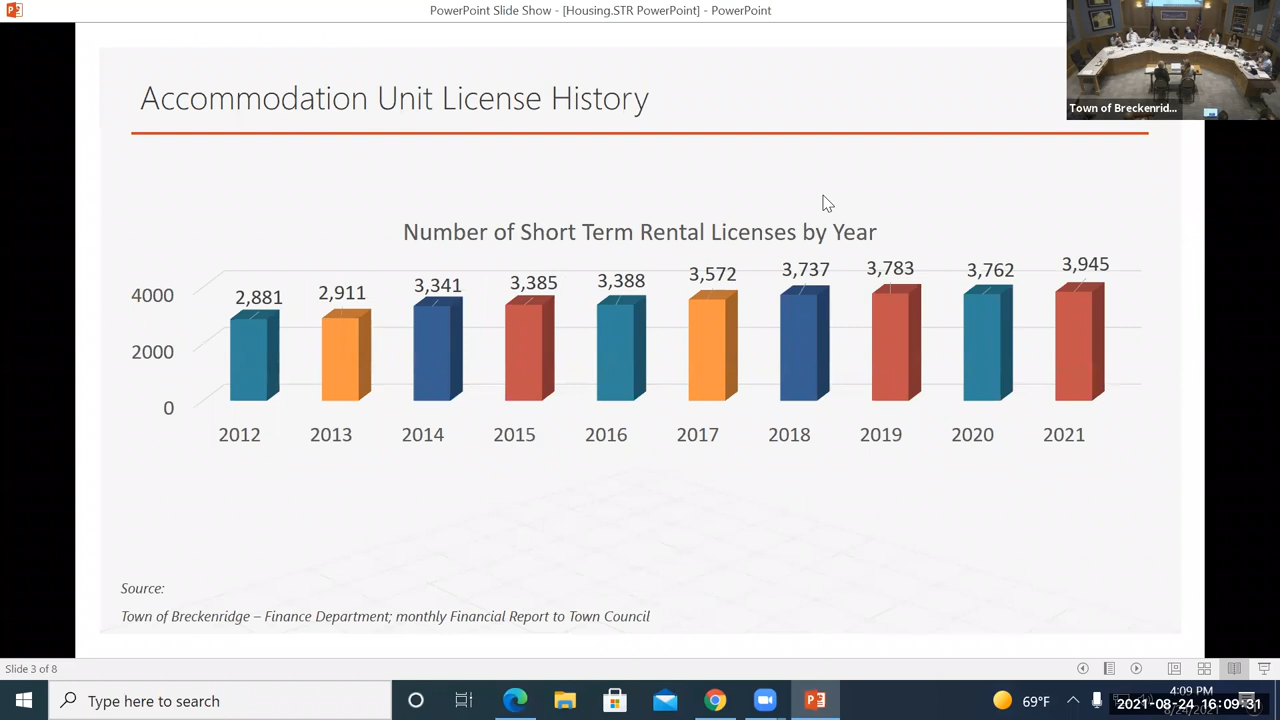 PowerPoint Slide Show - [Housing.STR PowerPoint] - PowerPoint
Town of Breckenrid...
Accommodation Unit License History
Number of Short Term Rental Licenses by Year
2,881 2,911 3,341 3,385 3,388 3,572 3,737 3,783 3,762 3,945
4000
2000
0
2012 2013 2014 2015 2016 2017 2018 2019 2020 2021
Source:
Town of Breckenridge – Finance Department; monthly Financial Report to Town Council
Slide 3 of 8
Type here to search
69°F
4:09 PM
2021-08-24 16:09:31